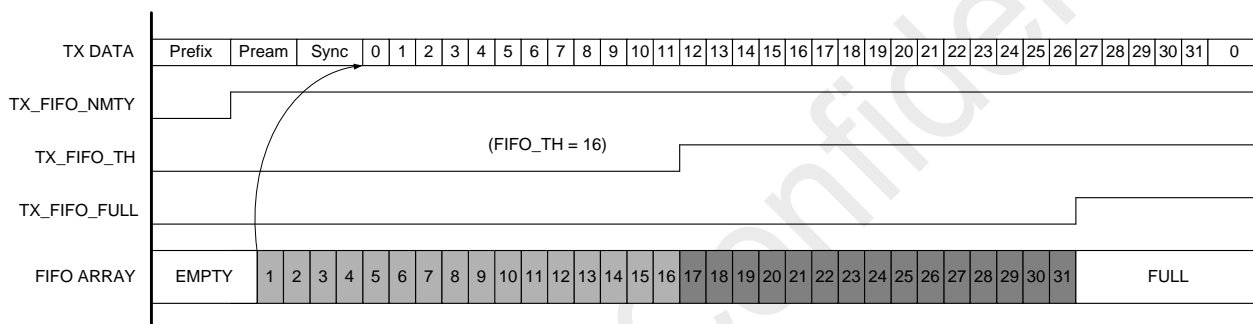 TX DATA Prefix Pream Sync 0 1 2 3 4 5 6 7 8 9 10 11 12 13 14 15 16 17 18 19 20 21 22 23 24 25 26 27 28 29 30 31 0
TX_FIFO_NMTY
(FIFO_TH = 16)
TX_FIFO_TH
TX_FIFO_FULL
FIFO ARRAY EMPTY 1 2 3 4 5 6 7 8 9 10 11 12 13 14 15 16 17 18 19 20 21 22 23 24 25 26 27 28 29 30 31 FULL
Confiden